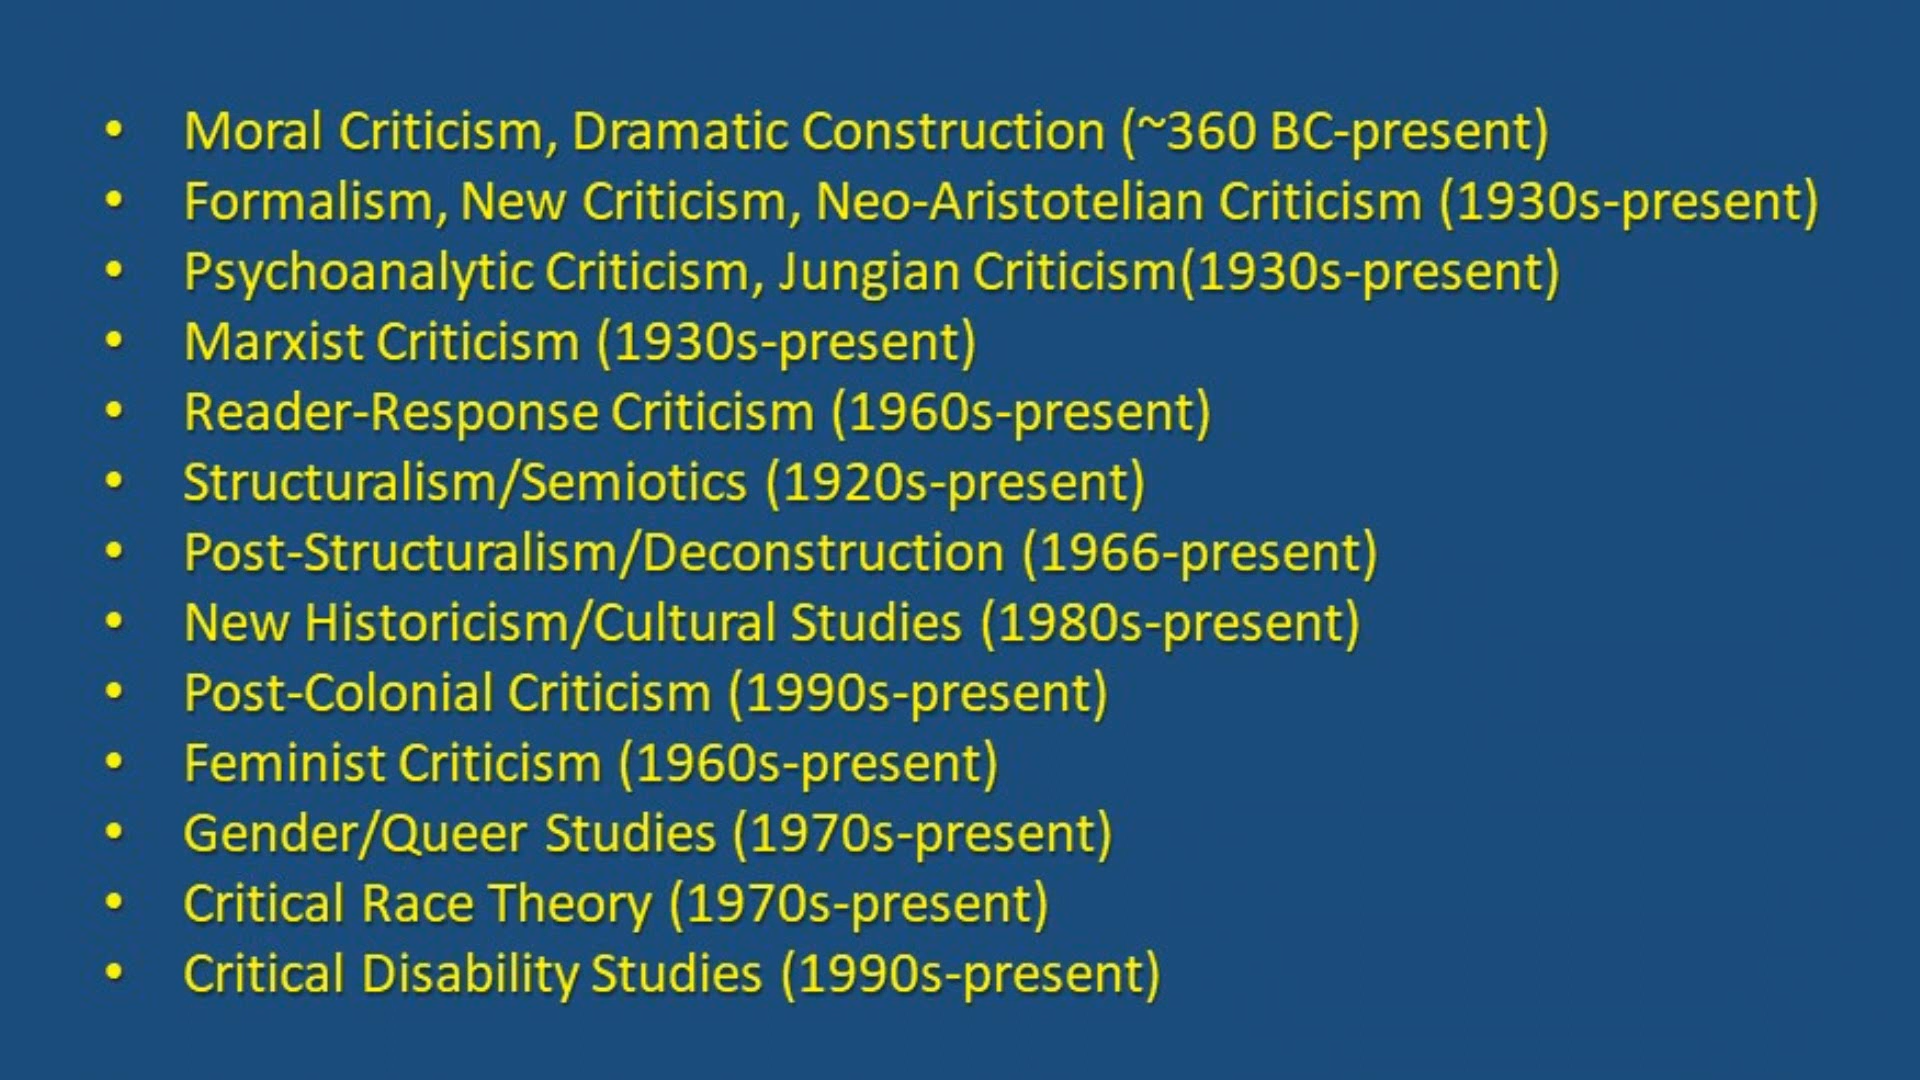 • Moral Criticism, Dramatic Construction (~360 BC-present)
• Formalism, New Criticism, Neo-Aristotelian Criticism (1930s-present)
• Psychoanalytic Criticism, Jungian Criticism(1930s-present)
• Marxist Criticism (1930s-present)
• Reader-Response Criticism (1960s-present)
• Structuralism/Semiotics (1920s-present)
• Post-Structuralism/Deconstruction (1966-present)
• New Historicism/Cultural Studies (1980s-present)
• Post-Colonial Criticism (1990s-present)
• Feminist Criticism (1960s-present)
• Gender/Queer Studies (1970s-present)
• Critical Race Theory (1970s-present)
• Critical Disability Studies (1990s-present)